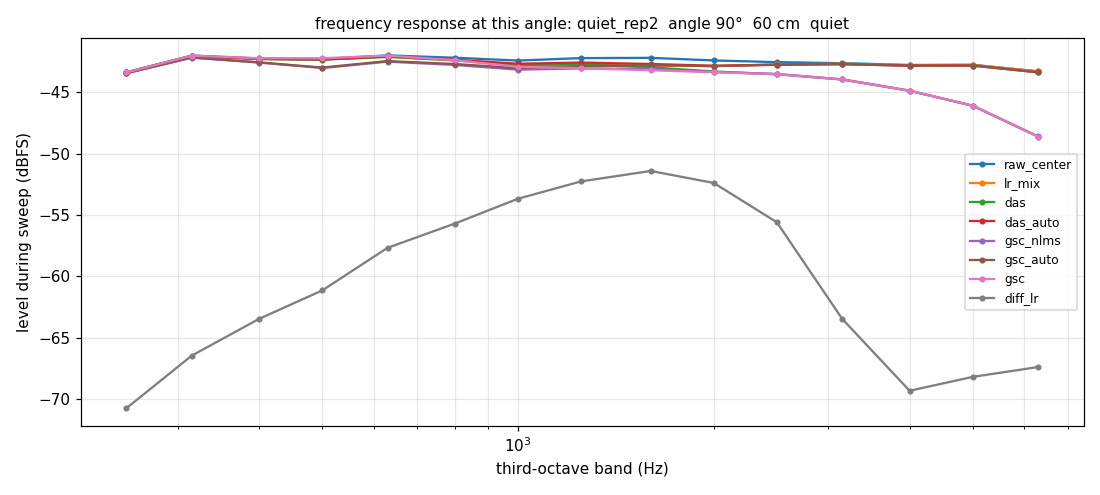 frequency response at this angle: quiet_rep2  angle 90°  60 cm  quiet
level during sweep (dBFS)
−45
−50
−55
−60
−65
−70
raw_center
lr_mix
das
das_auto
gsc_nlms
gsc_auto
gsc
diff_lr
10³
third-octave band (Hz)